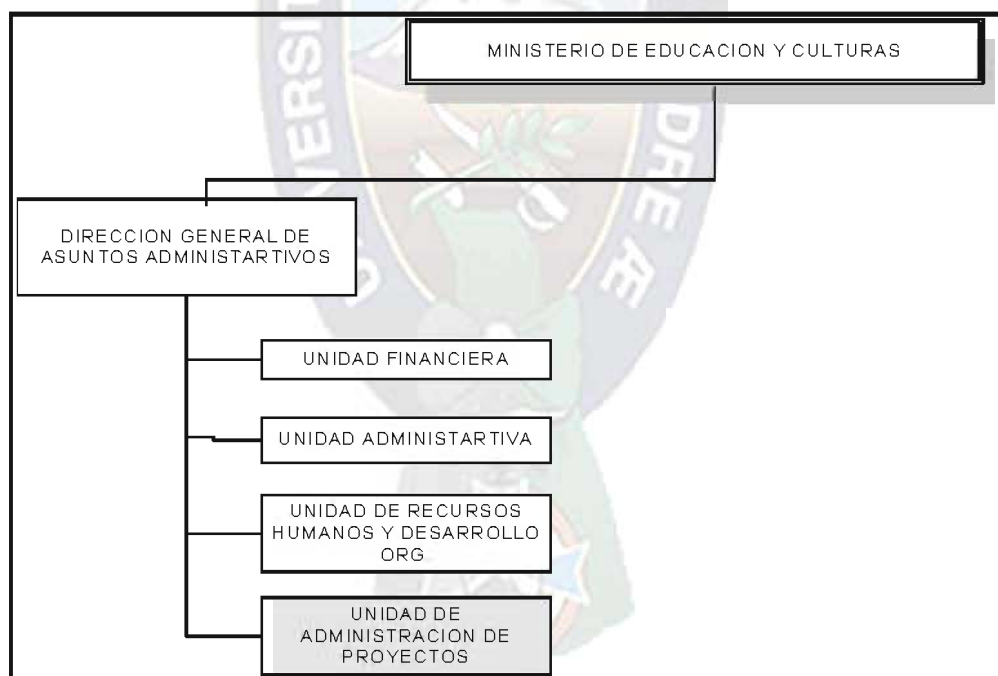 MINISTERIO DE EDUCACION Y CULTURAS
DIRECCION GENERAL DE
ASUNTOS ADMINISTARTIVOS
UNIDAD FINANCIERA
UNIDAD ADMINISTARTIVA
UNIDAD DE RECURSOS
HUMANOS Y DESARROLLO
ORG
UNIDAD DE
ADMINISTRACION DE
PROYECTOS